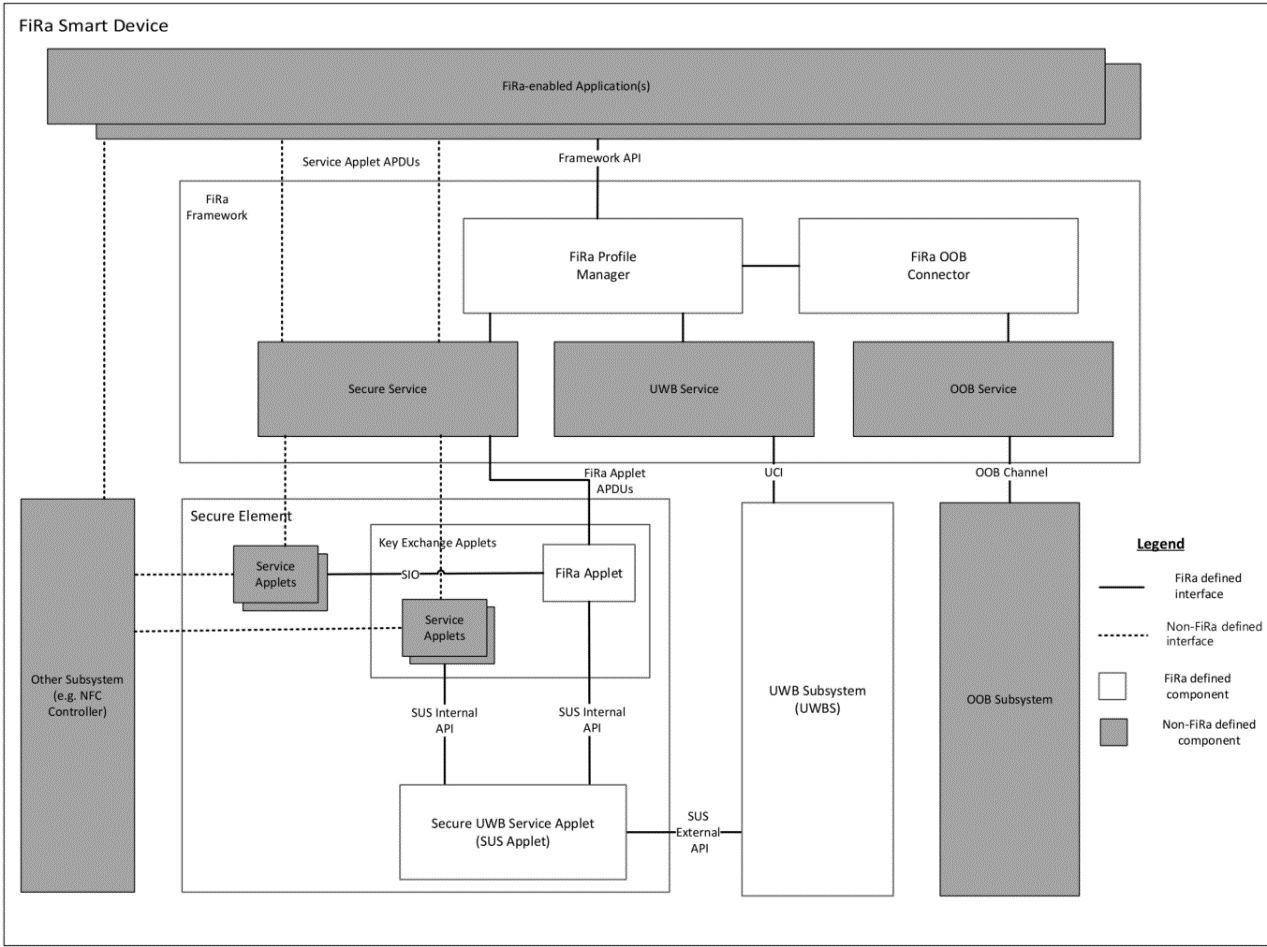 FiRa Smart Device
FiRa-enabled Application(s)
Service Applet APDUs
Framework API
FiRa
Framework
FiRa Profile
Manager
FiRa OOB
Connector
Secure Service
UWB Service
OOB Service
FiRa Applet
APDUs
UCI
OOB Channel
Secure Element
Key Exchange Applets
Service
Applets
SIO
FiRa Applet
Service
Applets
Other Subsystem
(e.g. NFC
Controller)
SUS Internal
API
SUS Internal
API
Secure UWB Service Applet
(SUS Applet)
SUS
External
API
UWB Subsystem
(UWBS)
OOB Subsystem
Legend
FiRa defined
interface
Non-FiRa defined
interface
FiRa defined
component
Non-FiRa defined
component